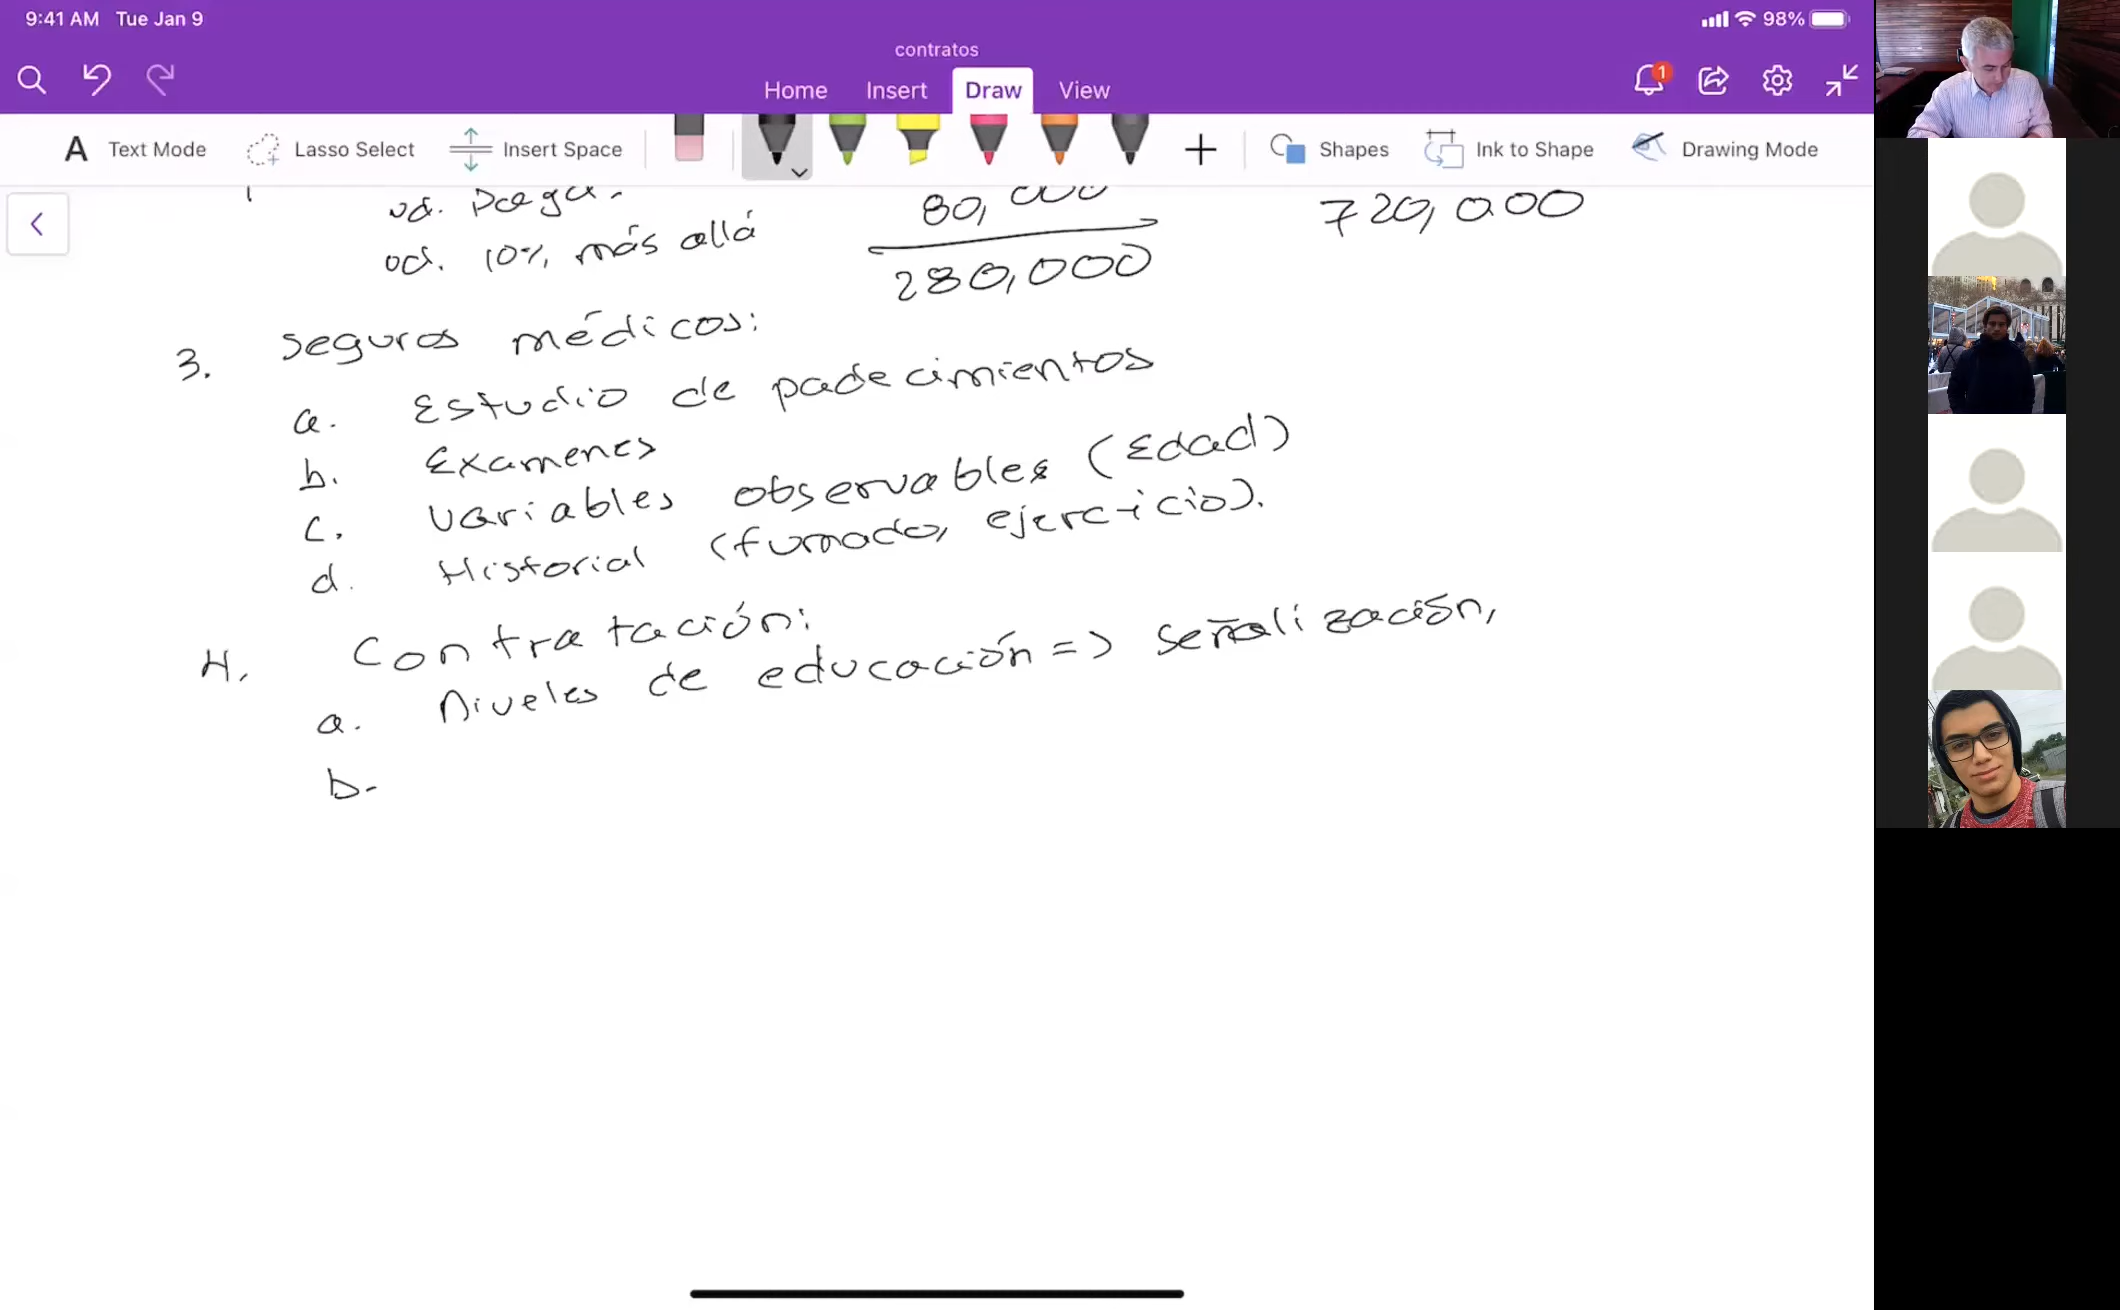 9:41 AM Tue Jan 9
98%
contratos
1
Home Insert Draw View
A Text Mode Lasso Select Insert Space Shapes Ink to Shape Drawing Mode
ud. Paga. 80,000 720,000
od. 10% más allá
280,000
3. Seguros médicos:
a. Estudio de padecimientos
b. Examenes
c. Variables observables (Edad)
d. Historial (fumado, ejercicio).
4. Contratación:
a. Niveles de educación => señalización,
b.